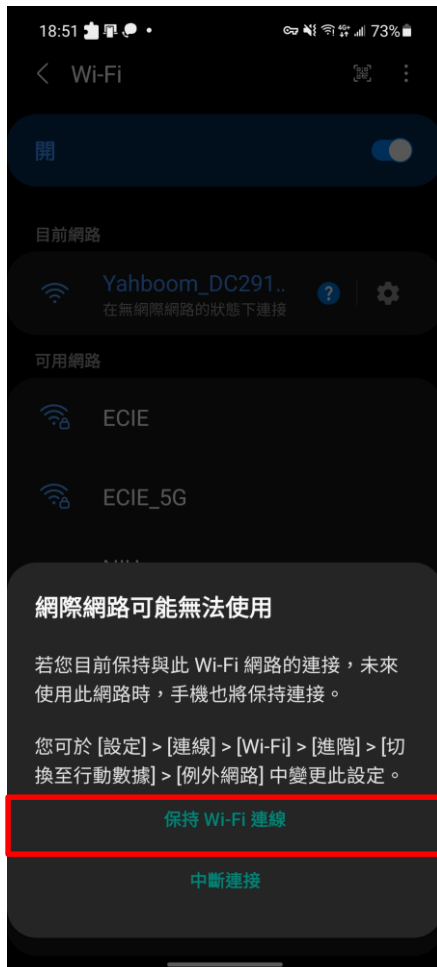 18:51 73%
Wi-Fi
開
目前網路
Yahboom_DC291..
在無網際網路的狀態下連接
可用網路
ECIE
ECIE_5G
網際網路可能無法使用
若您目前保持與此 Wi-Fi 網路的連接，未來
使用此網路時，手機也將保持連接。
您可於 [設定] > [連線] > [Wi-Fi] > [進階] > [切
換至行動數據] > [例外網路] 中變更此設定。
保持 Wi-Fi 連線
中斷連接